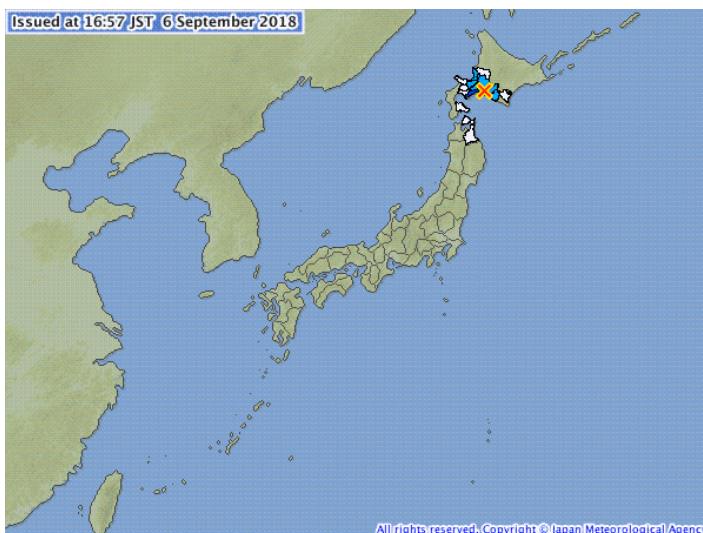 Issued at 16:57 JST 6 September 2018
All rights reserved. Copyright © Japan Meteorological Agency